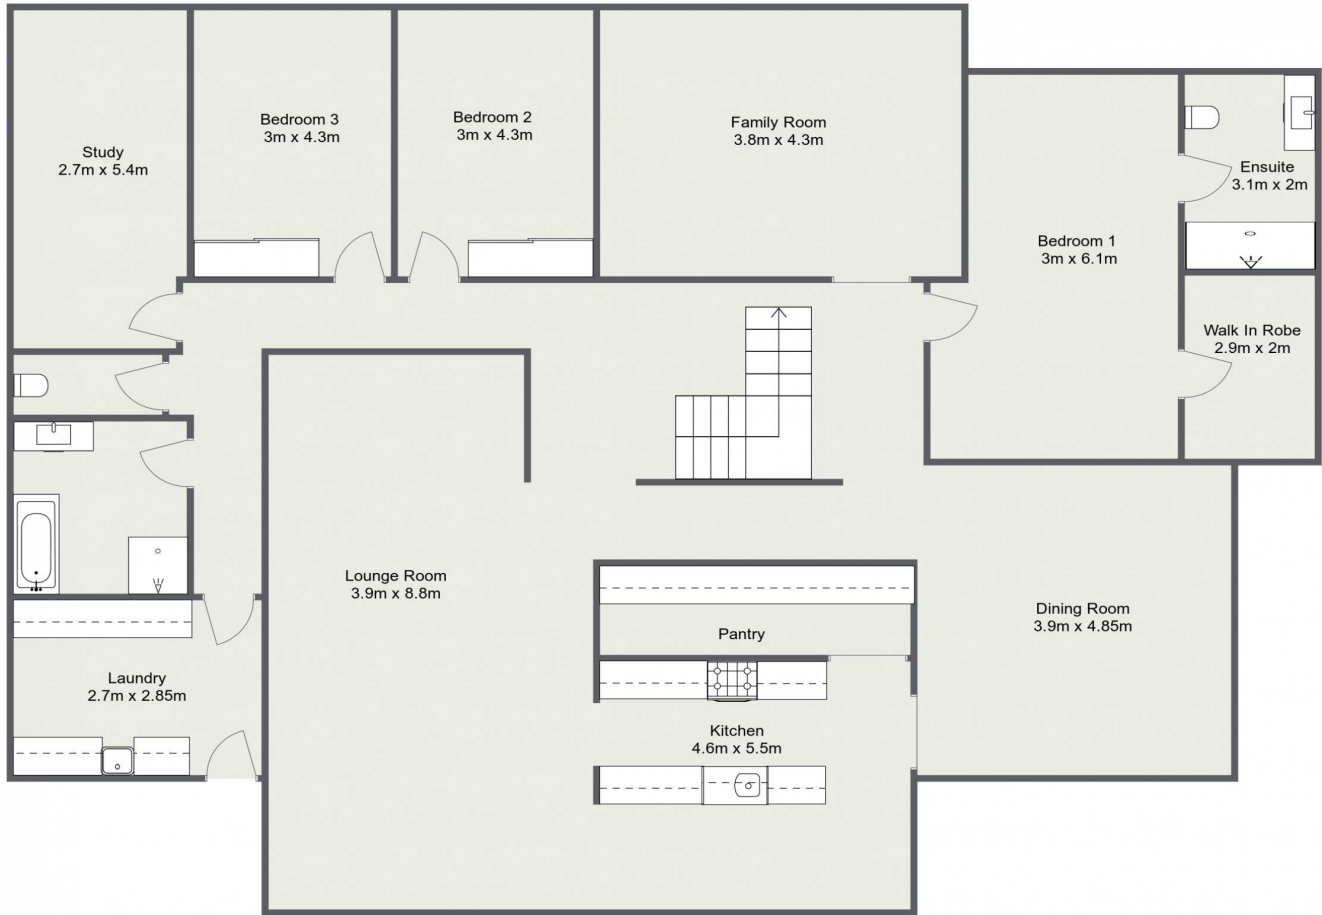 Study
2.7m x 5.4m
Bedroom 3
3m x 4.3m
Bedroom 2
3m x 4.3m
Family Room
3.8m x 4.3m
Ensuite
3.1m x 2m
Bedroom 1
3m x 6.1m
Walk In Robe
2.9m x 2m
Lounge Room
3.9m x 8.8m
Dining Room
3.9m x 4.85m
Pantry
Laundry
2.7m x 2.85m
Kitchen
4.6m x 5.5m